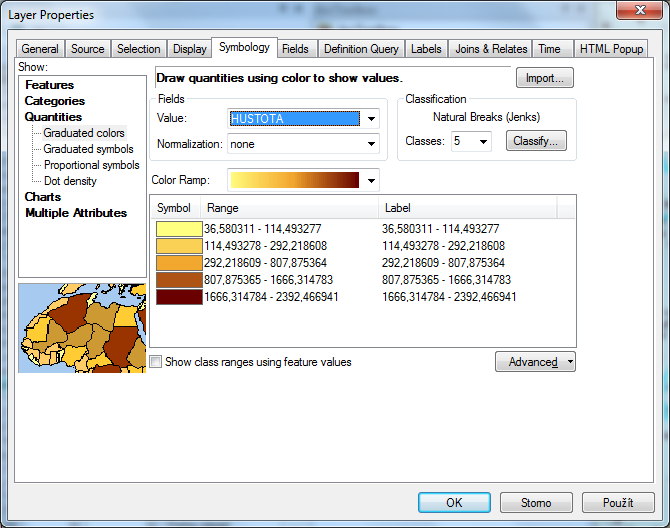 Layer Properties
General Source Selection Display Symbology Fields Definition Query Labels Joins & Relates Time HTML Popup
Show:
Features
Categories
Quantities
Graduated colors
Graduated symbols
Proportional symbols
Dot density
Charts
Multiple Attributes
Draw quantities using color to show values.
Import...
Fields
Value: HUSTOTA
Normalization: none
Classification
Natural Breaks (Jenks)
Classes: 5 Classify...
Color Ramp:
Symbol Range Label
36,580311 - 114,493277 36,580311 - 114,493277
114,493278 - 292,218608 114,493278 - 292,218608
292,218609 - 807,875364 292,218609 - 807,875364
807,875365 - 1666,314783 807,875365 - 1666,314783
1666,314784 - 2392,466941 1666,314784 - 2392,466941
Show class ranges using feature values
Advanced
OK Storno Použít